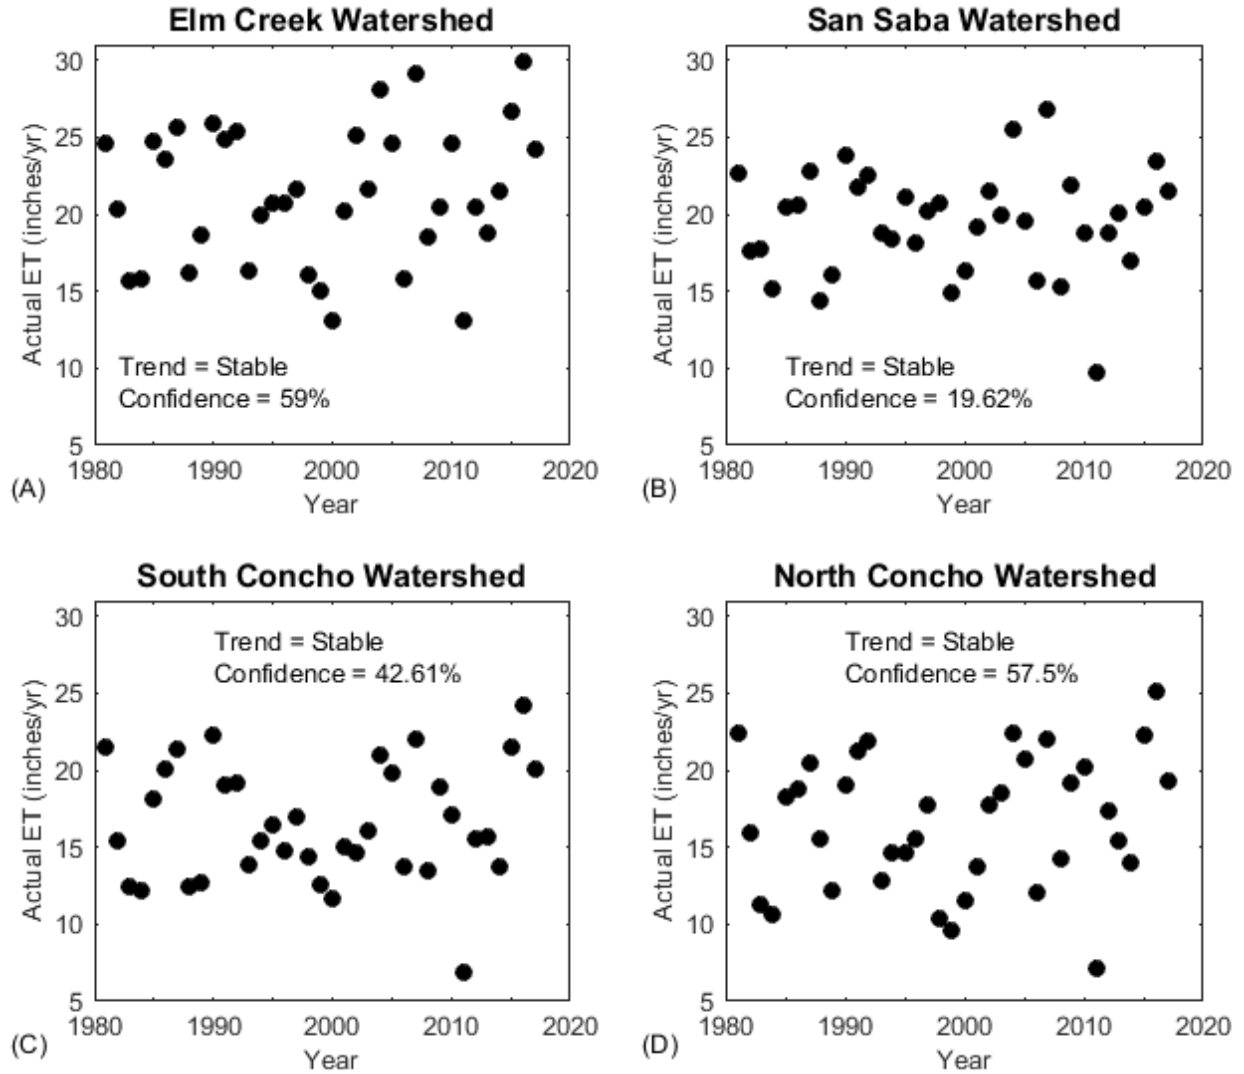 Elm Creek Watershed
30
25
20
15
10
5
Actual ET (inches/yr)
Trend = Stable
Confidence = 59%
1980
1990
2000
2010
2020
Year
(A)
San Saba Watershed
30
25
20
15
10
5
Actual ET (inches/yr)
Trend = Stable
Confidence = 19.62%
1980
1990
2000
2010
2020
Year
(B)
South Concho Watershed
30
25
20
15
10
5
Actual ET (inches/yr)
Trend = Stable
Confidence = 42.61%
1980
1990
2000
2010
2020
Year
(C)
North Concho Watershed
30
25
20
15
10
5
Actual ET (inches/yr)
Trend = Stable
Confidence = 57.5%
1980
1990
2000
2010
2020
Year
(D)